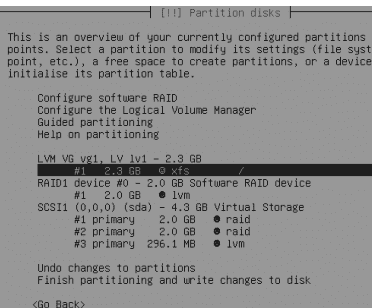 [!!] Partition disks
This is an overview of your currently configured partitions
points. Select a partition to modify its settings (file syst
point, etc.), a free space to create partitions, or a device
initialise its partition table.
Configure software RAID
Configure the Logical Volume Manager
Guided partitioning
Help on partitioning
LVM VG vg1, LV lv1 - 2.3 GB
#1 2.3 GB @ xfs /
RAID1 device #0 - 2.0 GB Software RAID device
#1 2.0 GB ● lvm
SCSI1 (0,0,0) (sda) - 4.3 GB Virtual Storage
#1 primary 2.0 GB ● raid
#2 primary 2.0 GB ● raid
#3 primary 296.1 MB ● lvm
Undo changes to partitions
Finish partitioning and write changes to disk
<Go Back>